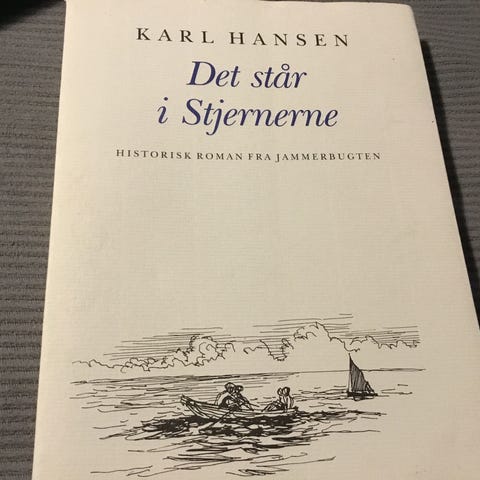 KARL HANSEN
Det står
i Stjernerne
HISTORISK ROMAN FRA JAMMERBUGTEN